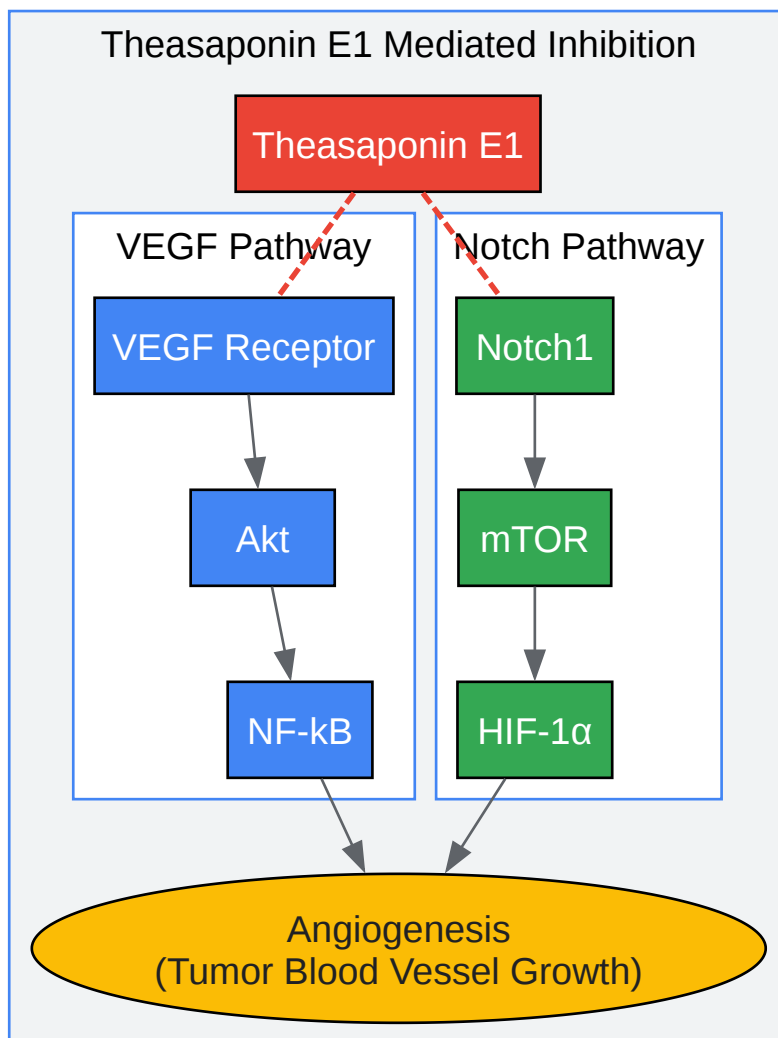 Theasaponin E1 Mediated Inhibition
Theasaponin E1
VEGF Pathway
Notch Pathway
VEGF Receptor
Notch1
Akt
mTOR
NF-kB
HIF-1α
Angiogenesis
(Tumor Blood Vessel Growth)